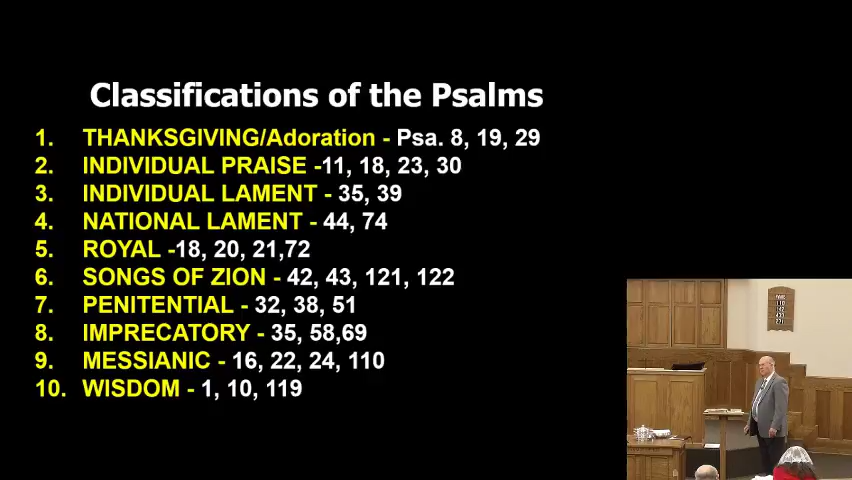 Classifications of the Psalms
1. THANKSGIVING/Adoration - Psa. 8, 19, 29
2. INDIVIDUAL PRAISE -11, 18, 23, 30
3. INDIVIDUAL LAMENT - 35, 39
4. NATIONAL LAMENT - 44, 74
5. ROYAL -18, 20, 21,72
6. SONGS OF ZION - 42, 43, 121, 122
7. PENITENTIAL - 32, 38, 51
8. IMPRECATORY - 35, 58,69
9. MESSIANIC - 16, 22, 24, 110
10. WISDOM - 1, 10, 119